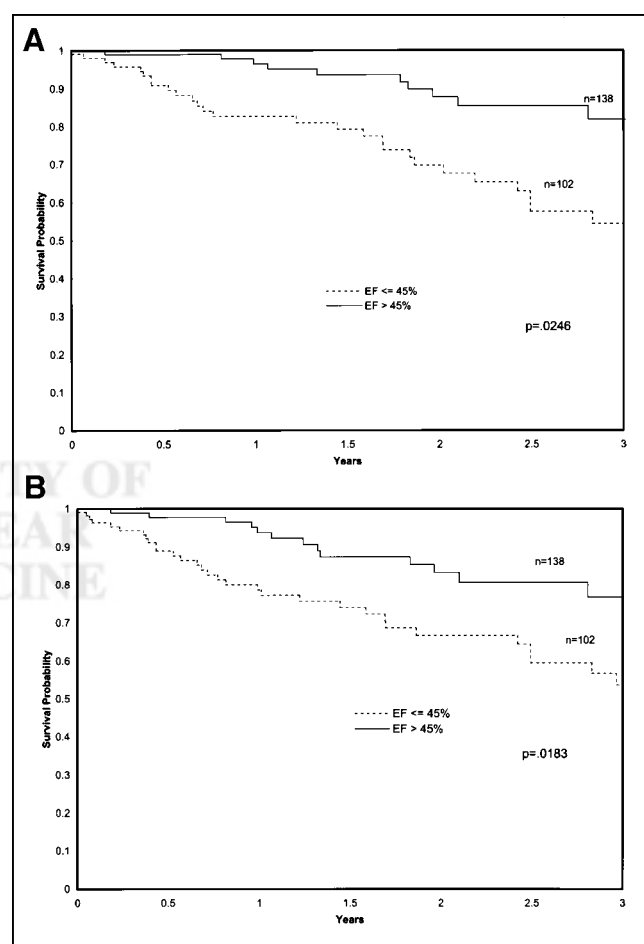 A
1
0.9
0.8
0.7
0.6
0.5
0.4
0.3
0.2
0.1
0
Survival Probability
n=138
n=102
EF <= 45%
EF > 45%
p=.0246
0 0.5 1 1.5 2 2.5 3
Years
TY OF
EAR
CINE
B
1
0.9
0.8
0.7
0.6
0.5
0.4
0.3
0.2
0.1
0
Survival Probability
n=138
n=102
EF <= 45%
EF > 45%
p=.0183
0 0.5 1 1.5 2 2.5 3
Years